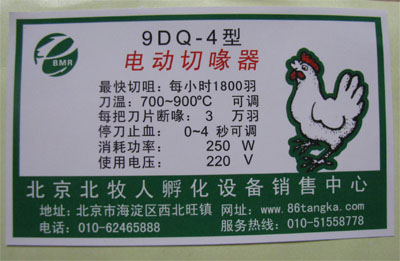 BMR
9DQ-4型
电动切喙器
最快切咀：每小时1800羽
刀温：700~900℃ 可调
每把刀片断喙：3 万羽
停刀止血：0~4 秒可调
消耗功率：250 W
使用电压：220 V
北京北牧人孵化设备销售中心
地址：北京市海淀区西北旺镇 网址：www.86tangka.com
电话：010-62465888 服务热线：010-51558778